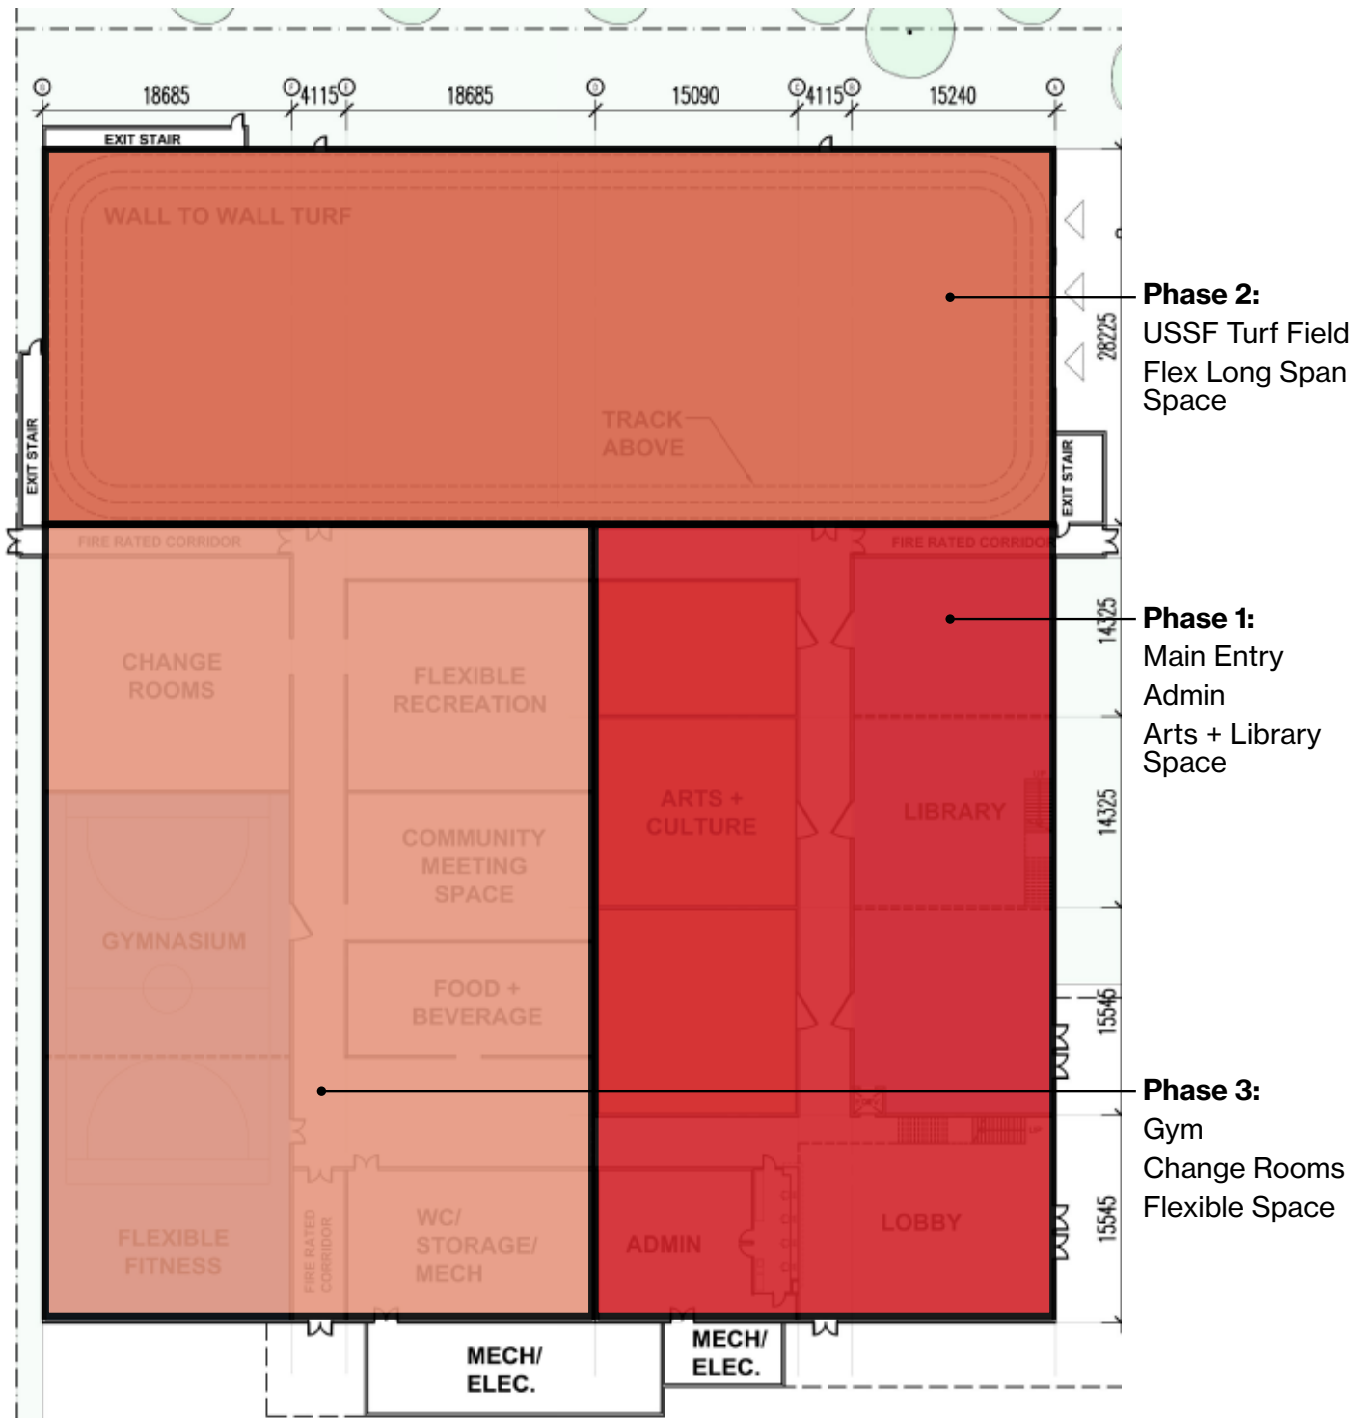 18685 4115 18685 15090 4115 15240
EXIT STAIR
WALL TO WALL TURF
28225
Phase 2:
USSF Turf Field
Flex Long Span
Space
TRACK
ABOVE
EXIT STAIR
EXIT STAIR
FIRE RATED CORRIDOR
FIRE RATED CORRIDOR
14325
Phase 1:
Main Entry
Admin
Arts + Library
Space
CHANGE
ROOMS
FLEXIBLE
RECREATION
ARTS +
CULTURE
LIBRARY
14325
COMMUNITY
MEETING
SPACE
GYMNASIUM
FOOD +
BEVERAGE
15545
Phase 3:
Gym
Change Rooms
Flexible Space
UP
FLEXIBLE
FITNESS
FIRE RATED
CORRIDOR
WC/
STORAGE/
MECH
ADMIN
LOBBY
15545
MECH/
ELEC.
MECH/
ELEC.